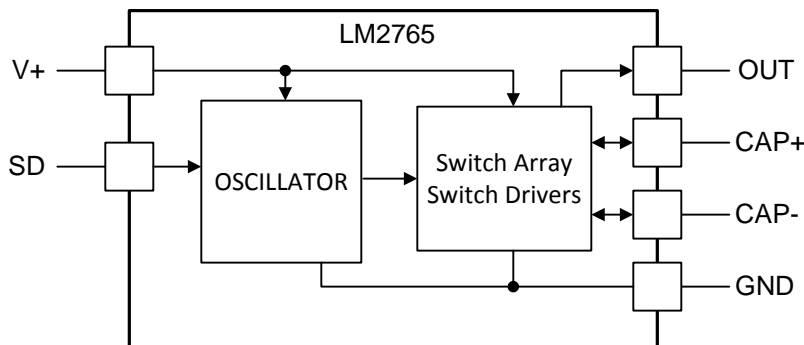 LM2765
V+
OUT
SD
OSCILLATOR
Switch Array
Switch Drivers
CAP+
CAP-
GND